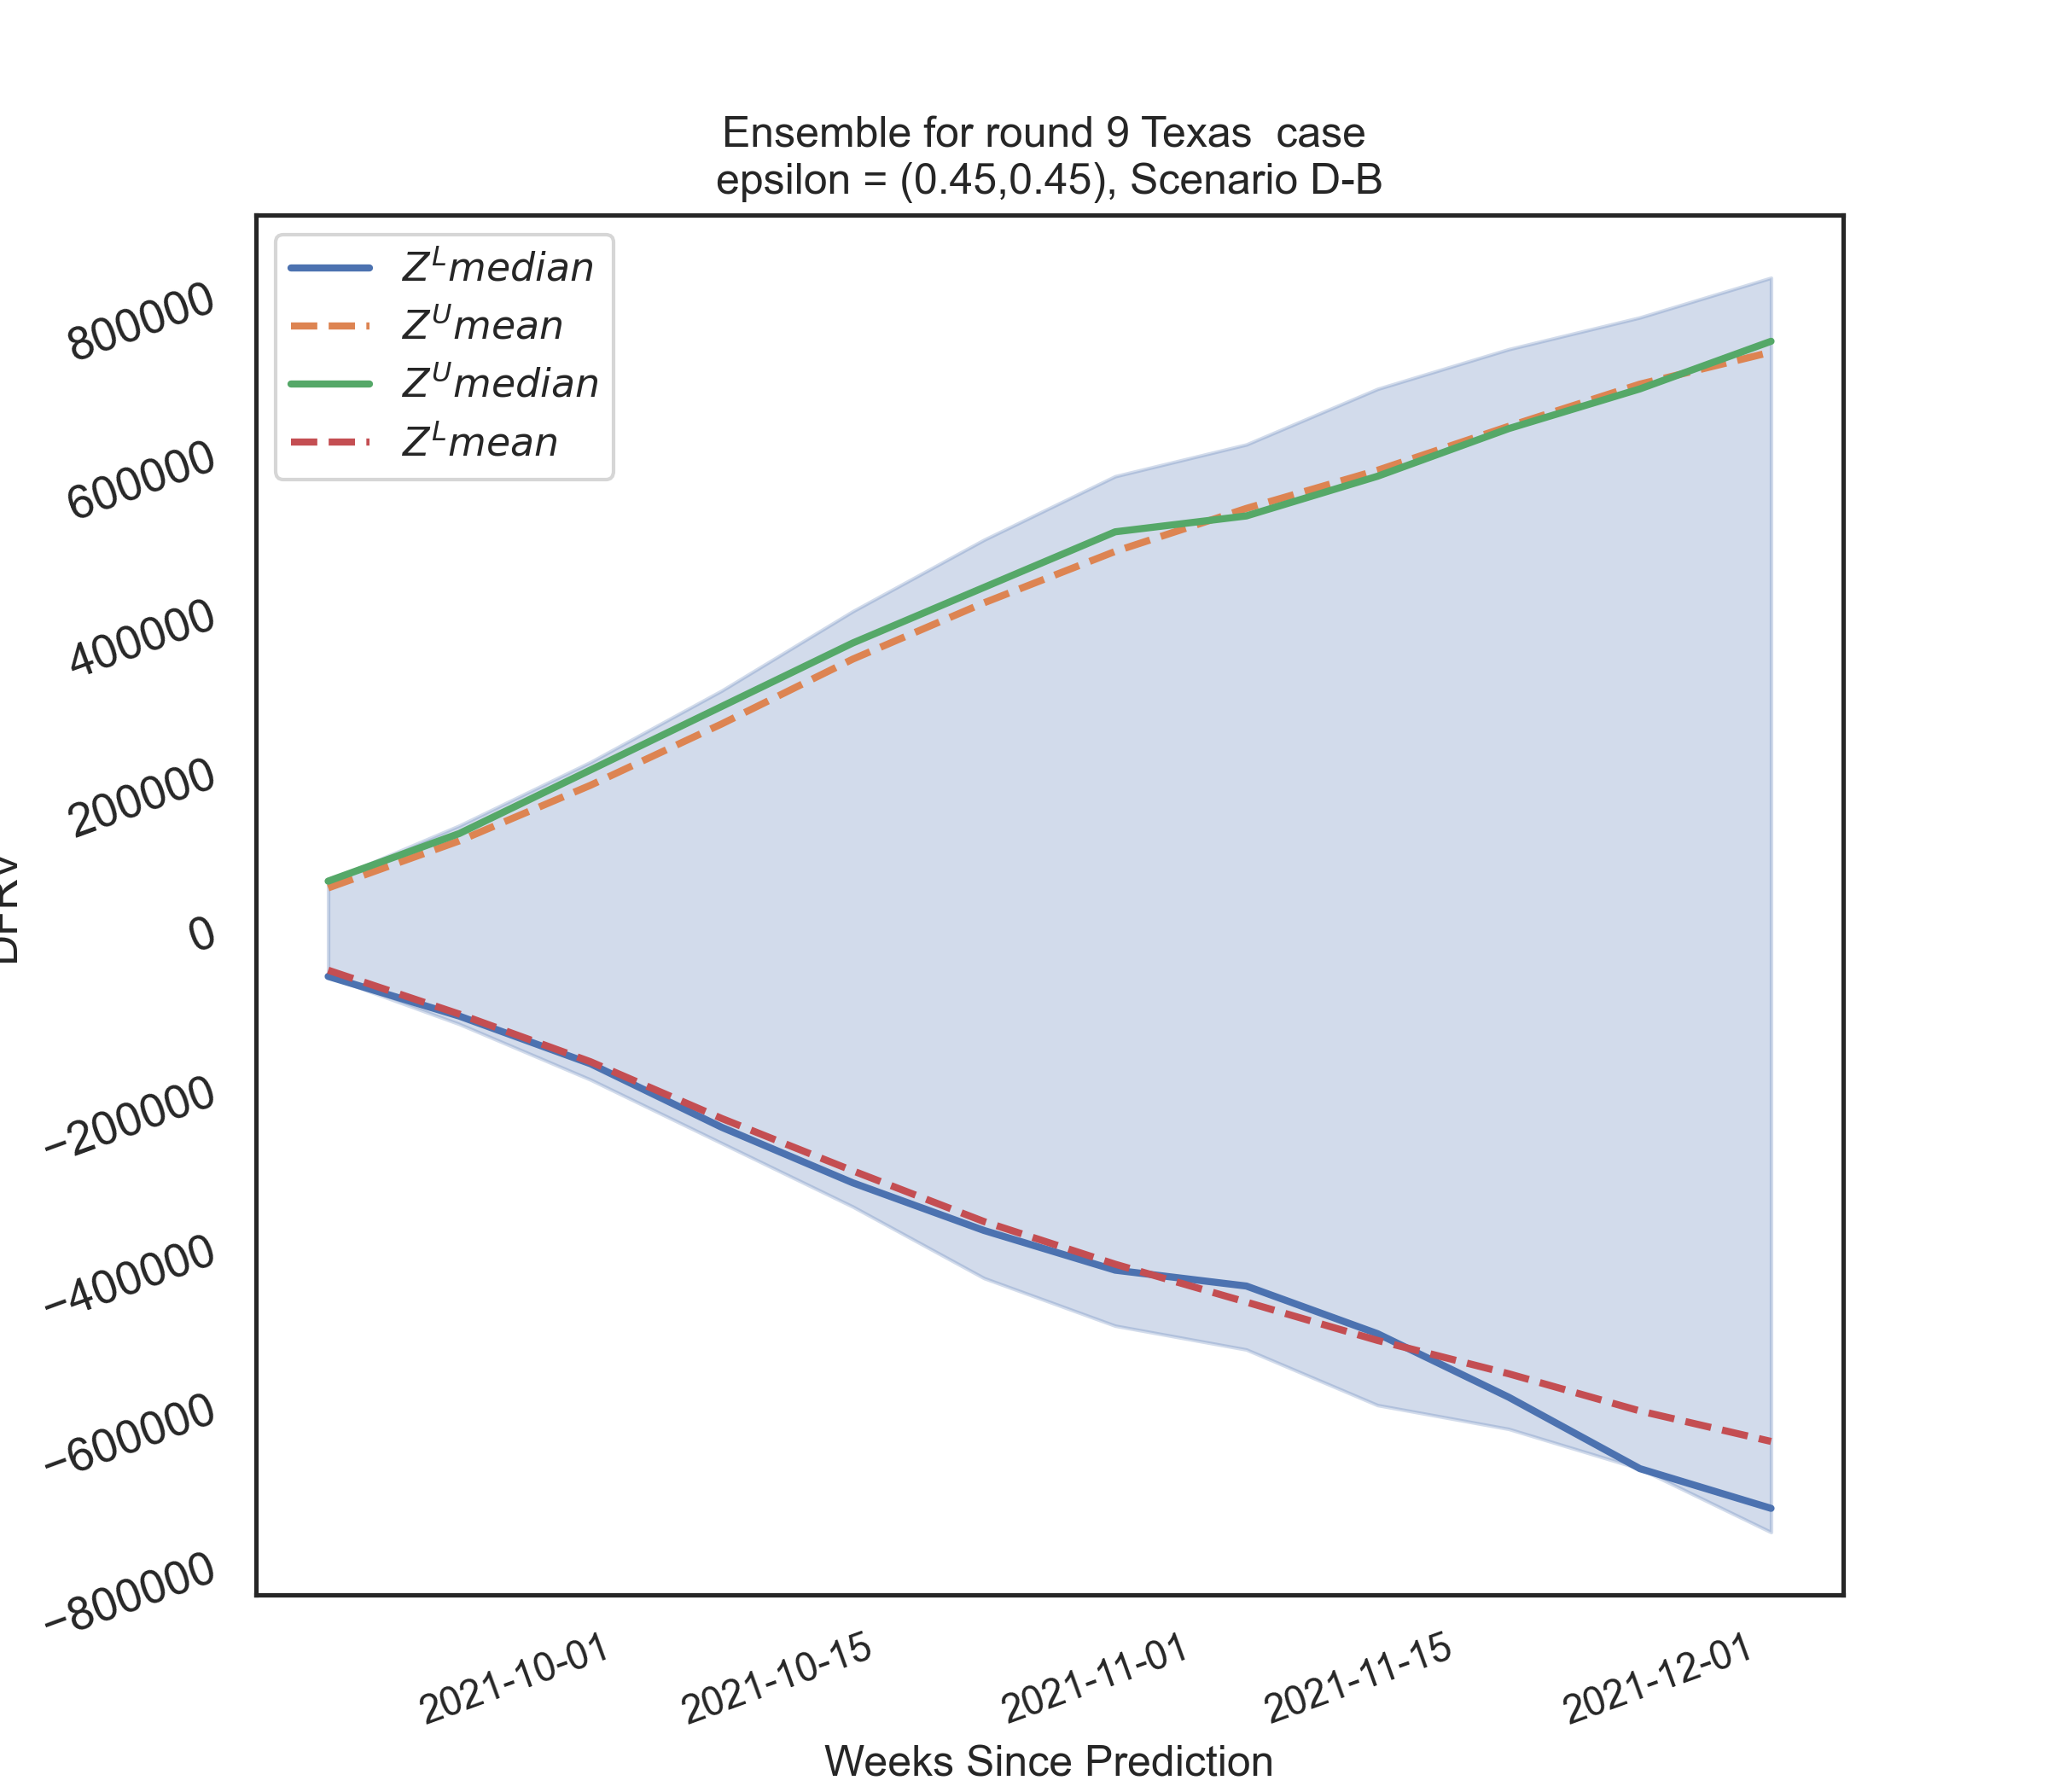 Ensemble for round 9 Texas  case
epsilon = (0.45,0.45), Scenario D-B
Z^L median
Z^U mean
Z^U median
Z^L mean
800000
600000
400000
200000
0
−200000
−400000
−600000
−800000
2021-10-01
2021-10-15
2021-11-01
2021-11-15
2021-12-01
Weeks Since Prediction